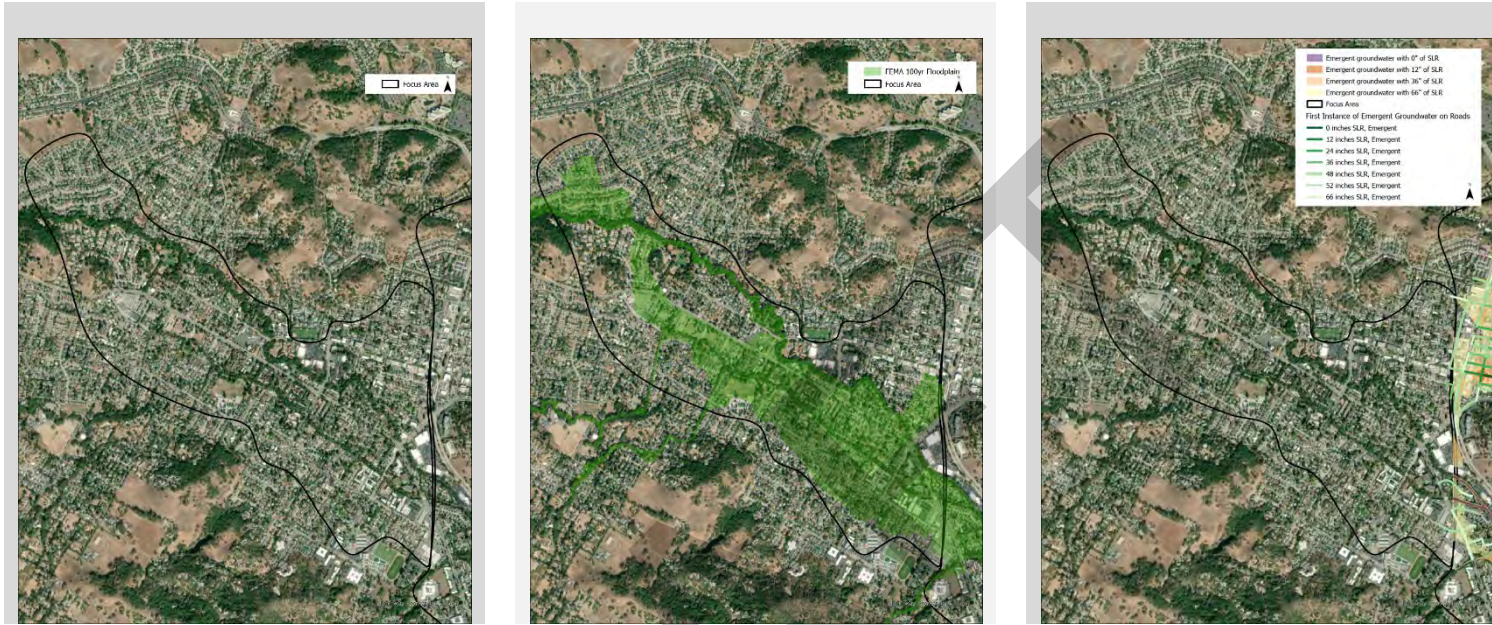 Focus Area
FEMA 100yr Floodplain
Focus Area
Emergent groundwater with 0" of SLR
Emergent groundwater with 12" of SLR
Emergent groundwater with 36" of SLR
Emergent groundwater with 66" of SLR
Focus Area
First Instance of Emergent Groundwater on Roads
0 inches SLR, Emergent
12 inches SLR, Emergent
24 inches SLR, Emergent
36 inches SLR, Emergent
48 inches SLR, Emergent
52 inches SLR, Emergent
66 inches SLR, Emergent